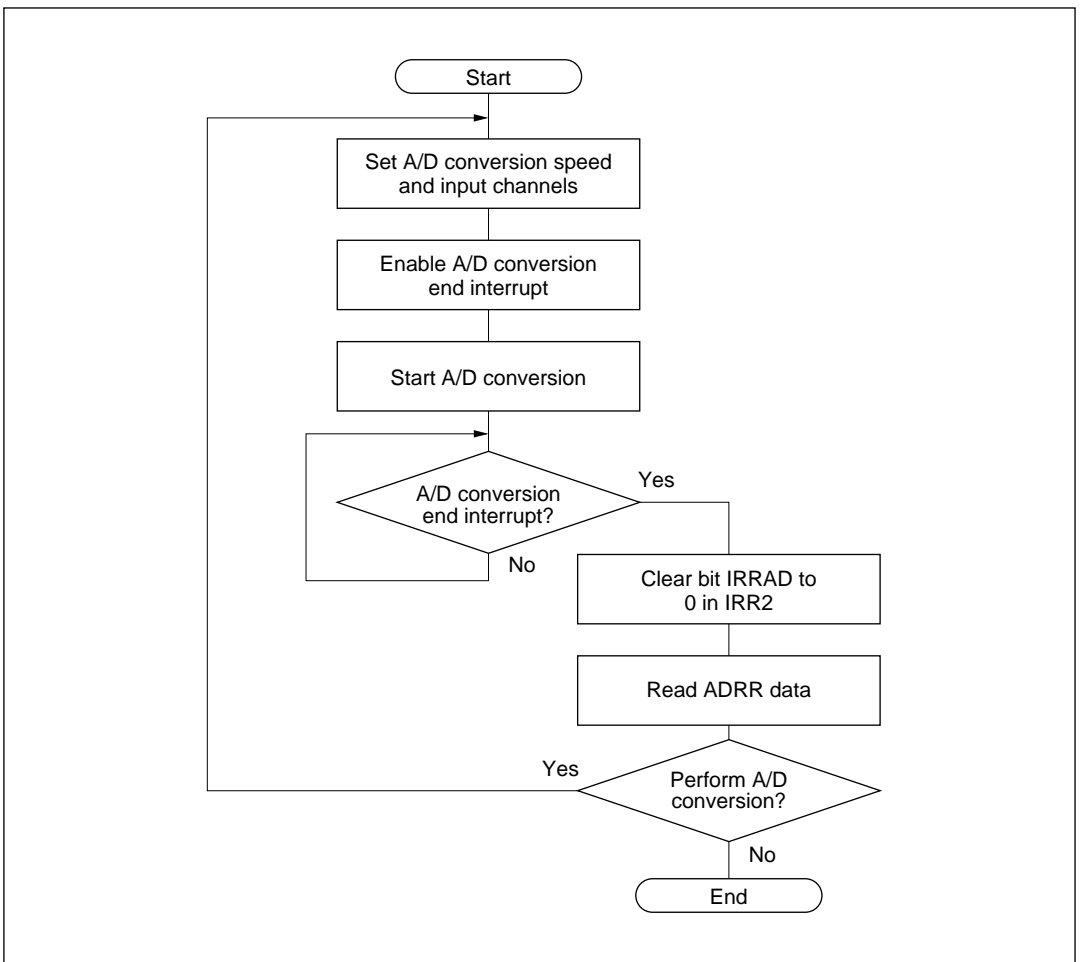 Start
Set A/D conversion speed
and input channels
Enable A/D conversion
end interrupt
Start A/D conversion
A/D conversion
end interrupt?
Yes
No
Clear bit IRRAD to
0 in IRR2
Read ADRR data
Yes
Perform A/D
conversion?
No
End